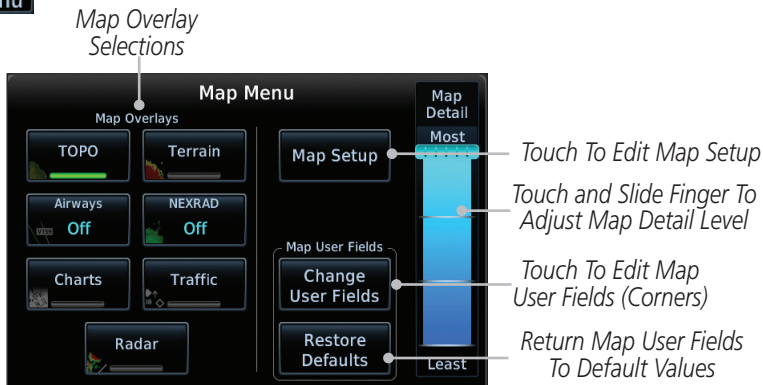 Map Overlay
Selections
Map Menu
Map Overlays
TOPO
Terrain
Airways
Off
NEXRAD
Off
Charts
Traffic
Radar
Map Setup
Map User Fields
Change
User Fields
Restore
Defaults
Map
Detail
Most
Least
Touch To Edit Map Setup
Touch and Slide Finger To
Adjust Map Detail Level
Touch To Edit Map
User Fields (Corners)
Return Map User Fields
To Default Values